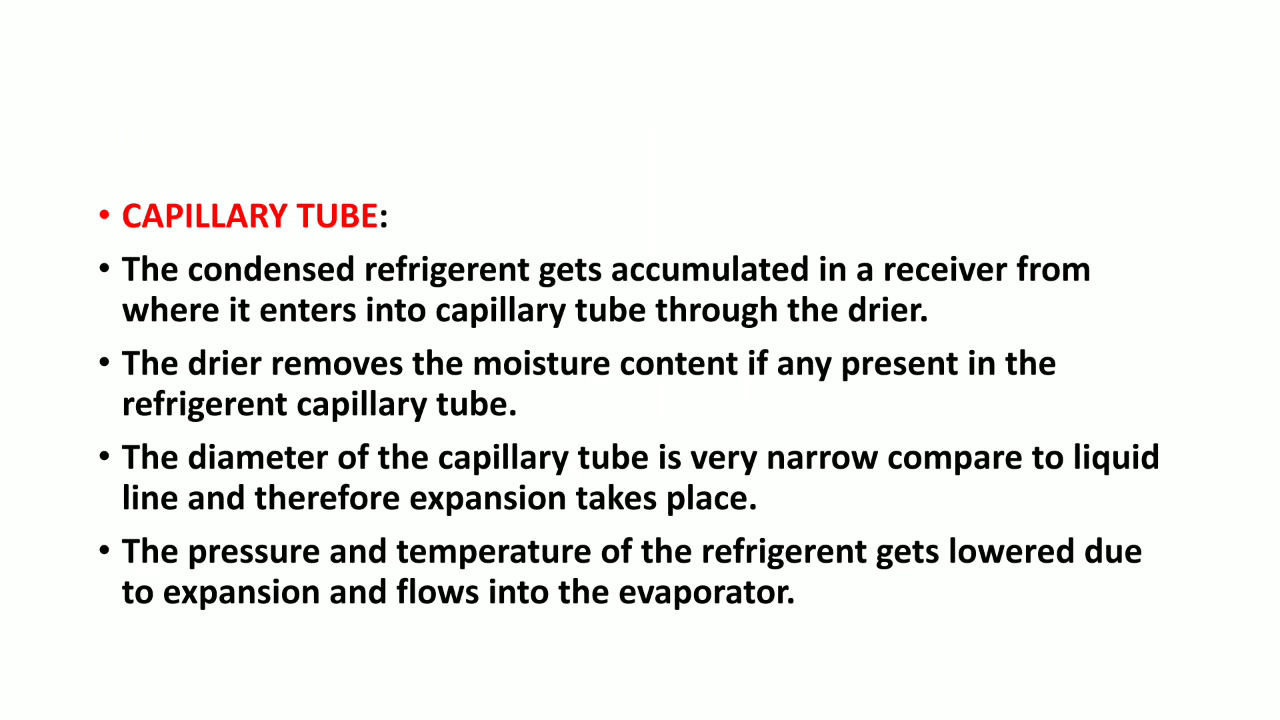 • CAPILLARY TUBE:
• The condensed refrigerent gets accumulated in a receiver from
where it enters into capillary tube through the drier.
• The drier removes the moisture content if any present in the
refrigerent capillary tube.
• The diameter of the capillary tube is very narrow compare to liquid
line and therefore expansion takes place.
• The pressure and temperature of the refrigerent gets lowered due
to expansion and flows into the evaporator.